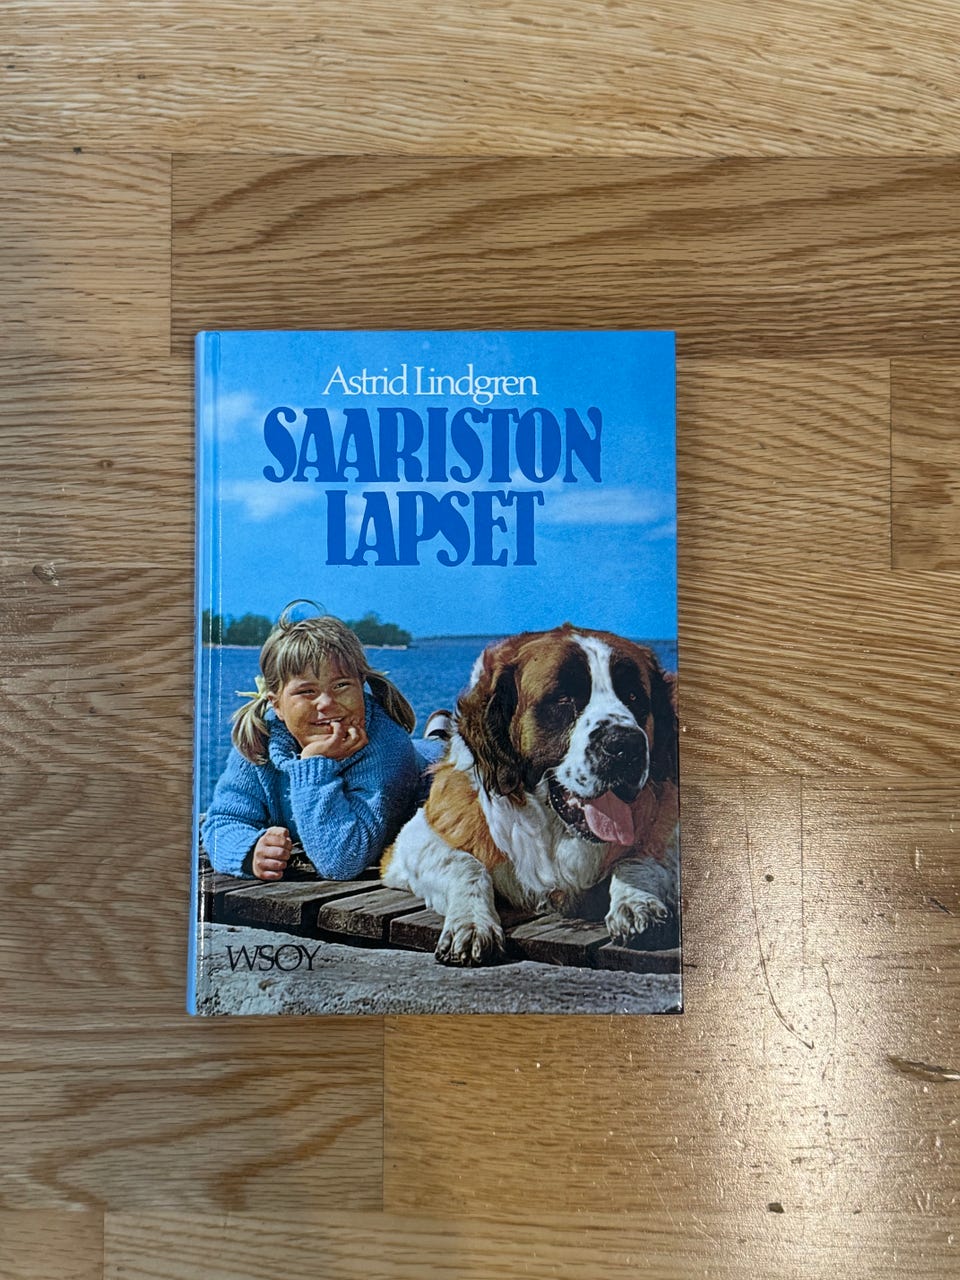 Astrid Lindgren
SAARISTON
LAPSET
WSOY